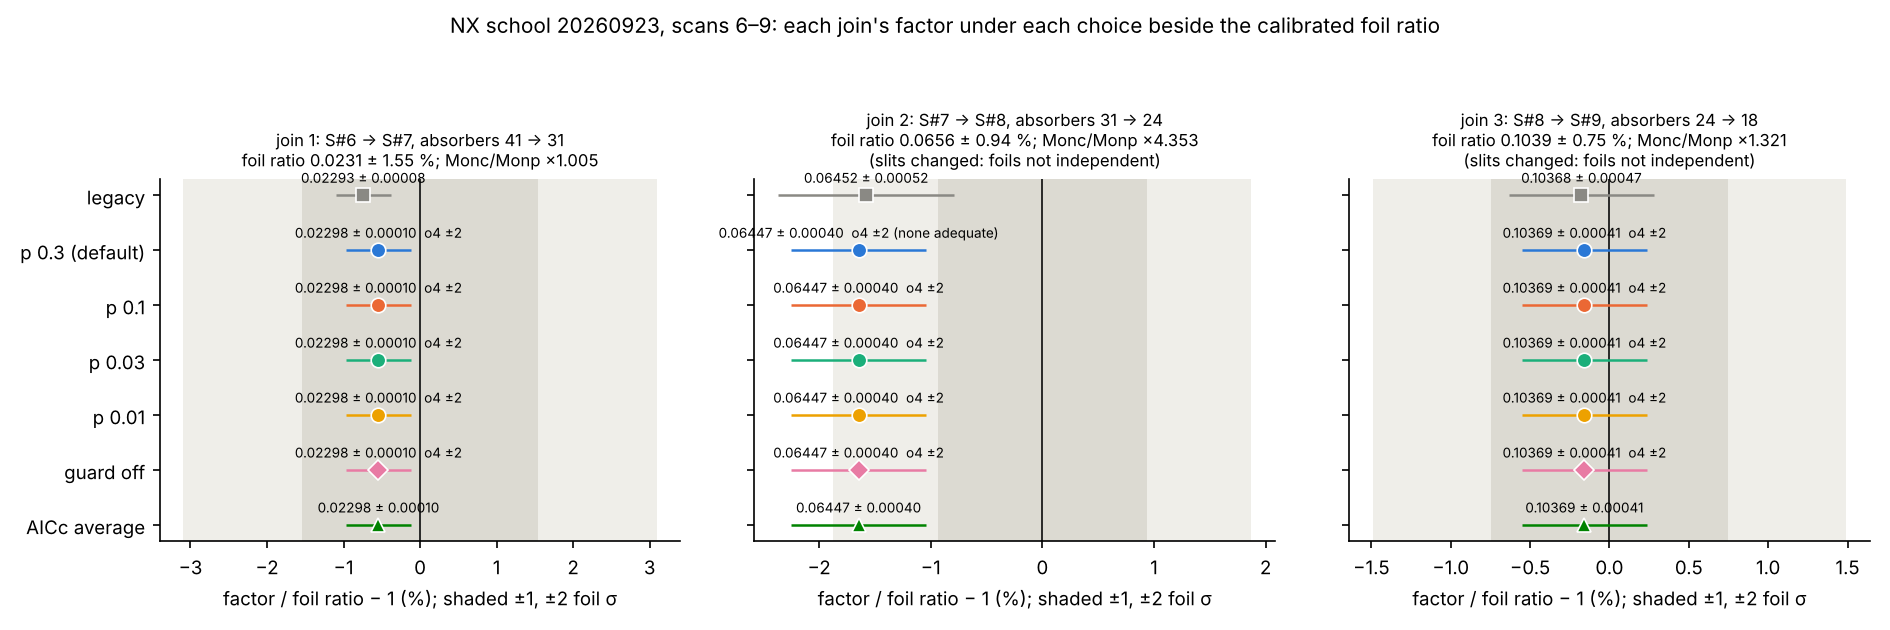 NX school 20260923, scans 6–9: each join's factor under each choice beside the calibrated foil ratio
join 1: S#6 → S#7, absorbers 41 → 31
foil ratio 0.0231 ± 1.55 %; Monc/Monp ×1.005
join 2: S#7 → S#8, absorbers 31 → 24
foil ratio 0.0656 ± 0.94 %; Monc/Monp ×4.353
(slits changed: foils not independent)
join 3: S#8 → S#9, absorbers 24 → 18
foil ratio 0.1039 ± 0.75 %; Monc/Monp ×1.321
(slits changed: foils not independent)
legacy
p 0.3 (default)
p 0.1
p 0.03
p 0.01
guard off
AICc average
0.02293 ± 0.00008
0.02298 ± 0.00010 o4 ±2
0.02298 ± 0.00010 o4 ±2
0.02298 ± 0.00010 o4 ±2
0.02298 ± 0.00010 o4 ±2
0.02298 ± 0.00010 o4 ±2
0.02298 ± 0.00010
−3 −2 −1 0 1 2 3
factor / foil ratio − 1 (%); shaded ±1, ±2 foil σ
0.06452 ± 0.00052
0.06447 ± 0.00040 o4 ±2 (none adequate)
0.06447 ± 0.00040 o4 ±2
0.06447 ± 0.00040 o4 ±2
0.06447 ± 0.00040 o4 ±2
0.06447 ± 0.00040 o4 ±2
0.06447 ± 0.00040
−2 −1 0 1 2
factor / foil ratio − 1 (%); shaded ±1, ±2 foil σ
0.10368 ± 0.00047
0.10369 ± 0.00041 o4 ±2
0.10369 ± 0.00041 o4 ±2
0.10369 ± 0.00041 o4 ±2
0.10369 ± 0.00041 o4 ±2
0.10369 ± 0.00041 o4 ±2
0.10369 ± 0.00041
−1.5 −1.0 −0.5 0.0 0.5 1.0 1.5
factor / foil ratio − 1 (%); shaded ±1, ±2 foil σ